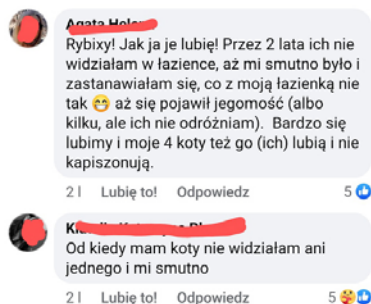 Agata
Rybixy! Jak ja je lubię! Przez 2 lata ich nie
widziałam w łazience, aż mi smutno było i
zastanawiałam się, co z moją łazienką nie
tak 😁 aż się pojawił jegomość (albo
kilku, ale ich nie odróżniam). Bardzo się
lubimy i moje 4 koty też go (ich) lubią i nie
kapiszonują.
2 l Lubię to! Odpowiedz 5
Od kiedy mam koty nie widziałam ani
jednego i mi smutno
2 l Lubię to! Odpowiedz 5